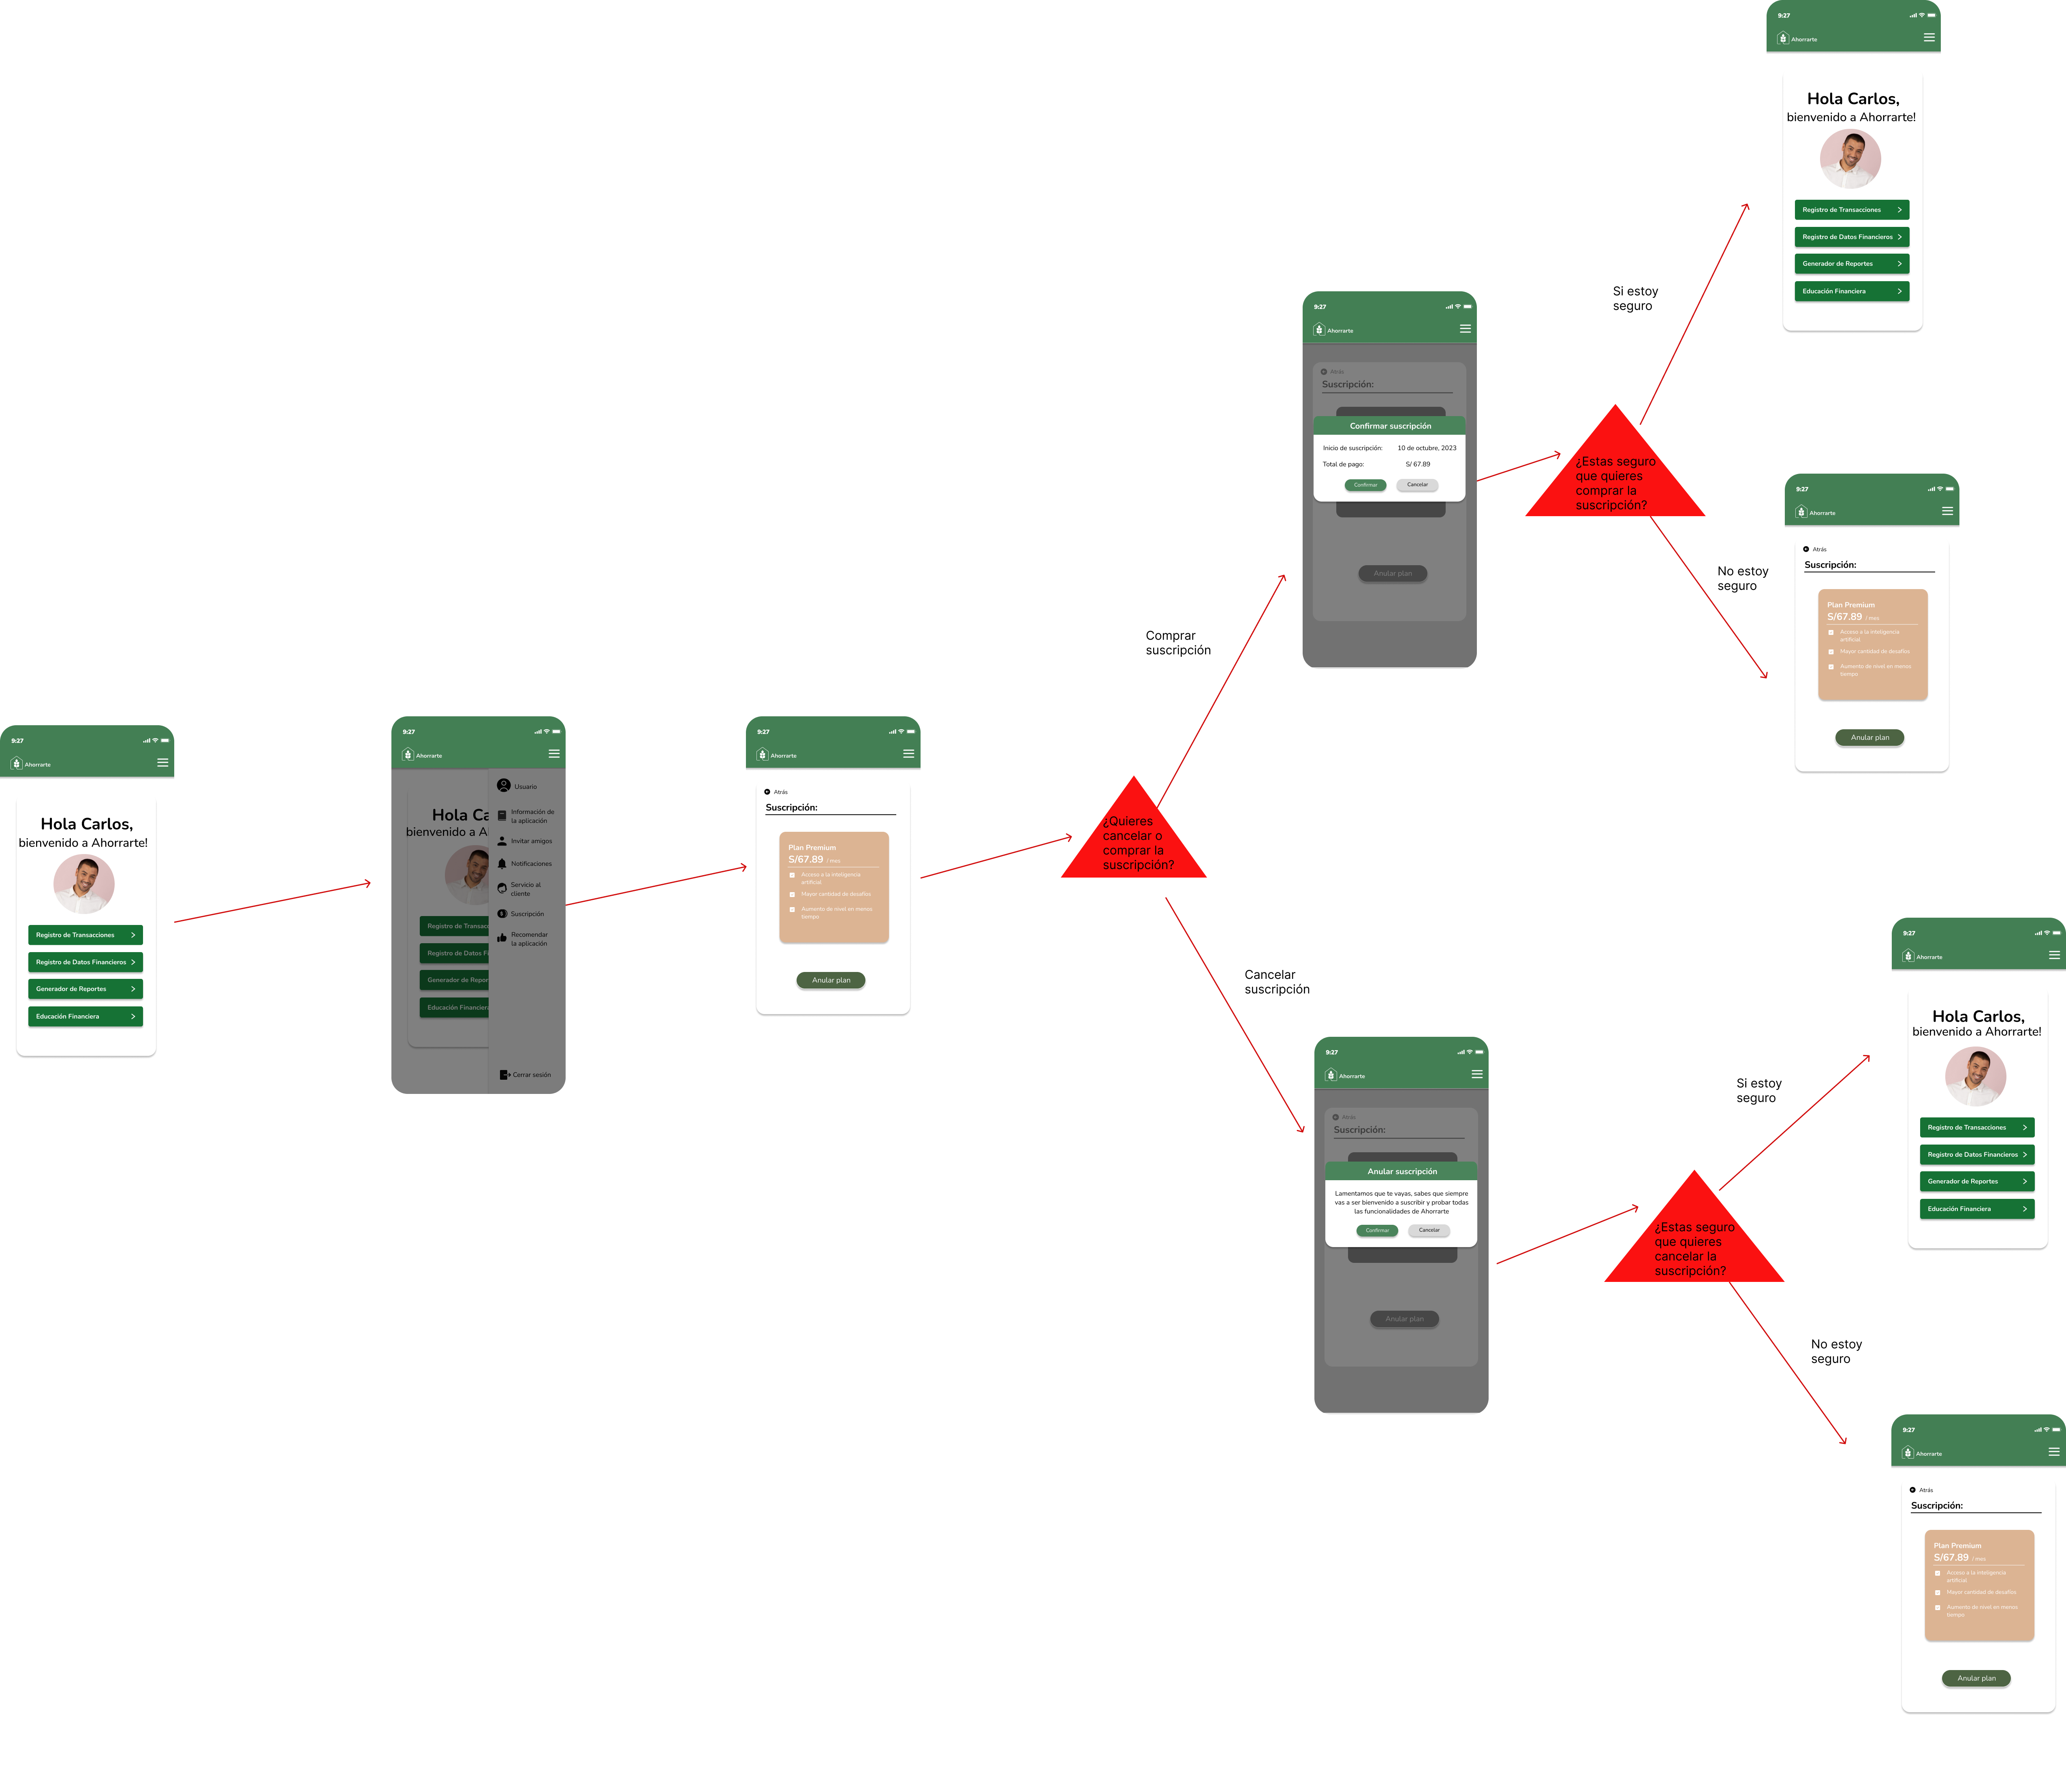 9:27
Ahorrarte
Hola Carlos,
bienvenido a Ahorrarte!
Registro de Transacciones
Registro de Datos Financieros
Generador de Reportes
Educación Financiera
9:27
Ahorrarte
Hola Ca
bienvenido a A
Registro de Transac
Registro de Datos Fi
Generador de Repor
Educación Financiera
Usuario
Información de
la aplicación
Invitar amigos
Notificaciones
Servicio al
cliente
Suscripción
Recomendar
la aplicación
Cerrar sesión
9:27
Ahorrarte
Atrás
Suscripción:
Plan Premium
S/67.89 / mes
Acceso a la inteligencia
artificial
Mayor cantidad de desafíos
Aumento de nivel en menos
tiempo
Anular plan
¿Quieres
cancelar o
comprar la
suscripción?
Comprar
suscripción
9:27
Ahorrarte
Atrás
Suscripción:
Confirmar suscripción
Inicio de suscripción: 10 de octubre, 2023
Total de pago: S/ 67.89
Confirmar Cancelar
Anular plan
¿Estas seguro
que quieres
comprar la
suscripción?
Si estoy
seguro
9:27
Ahorrarte
Hola Carlos,
bienvenido a Ahorrarte!
Registro de Transacciones
Registro de Datos Financieros
Generador de Reportes
Educación Financiera
No estoy
seguro
9:27
Ahorrarte
Atrás
Suscripción:
Plan Premium
S/67.89 / mes
Acceso a la inteligencia
artificial
Mayor cantidad de desafíos
Aumento de nivel en menos
tiempo
Anular plan
Cancelar
suscripción
9:27
Ahorrarte
Atrás
Suscripción:
Anular suscripción
Lamentamos que te vayas, sabes que siempre
vas a ser bienvenido a suscribir y probar todas
las funcionalidades de Ahorrarte
Confirmar Cancelar
Anular plan
¿Estas seguro
que quieres
cancelar la
suscripción?
Si estoy
seguro
9:27
Ahorrarte
Hola Carlos,
bienvenido a Ahorrarte!
Registro de Transacciones
Registro de Datos Financieros
Generador de Reportes
Educación Financiera
No estoy
seguro
9:27
Ahorrarte
Atrás
Suscripción:
Plan Premium
S/67.89 / mes
Acceso a la inteligencia
artificial
Mayor cantidad de desafíos
Aumento de nivel en menos
tiempo
Anular plan